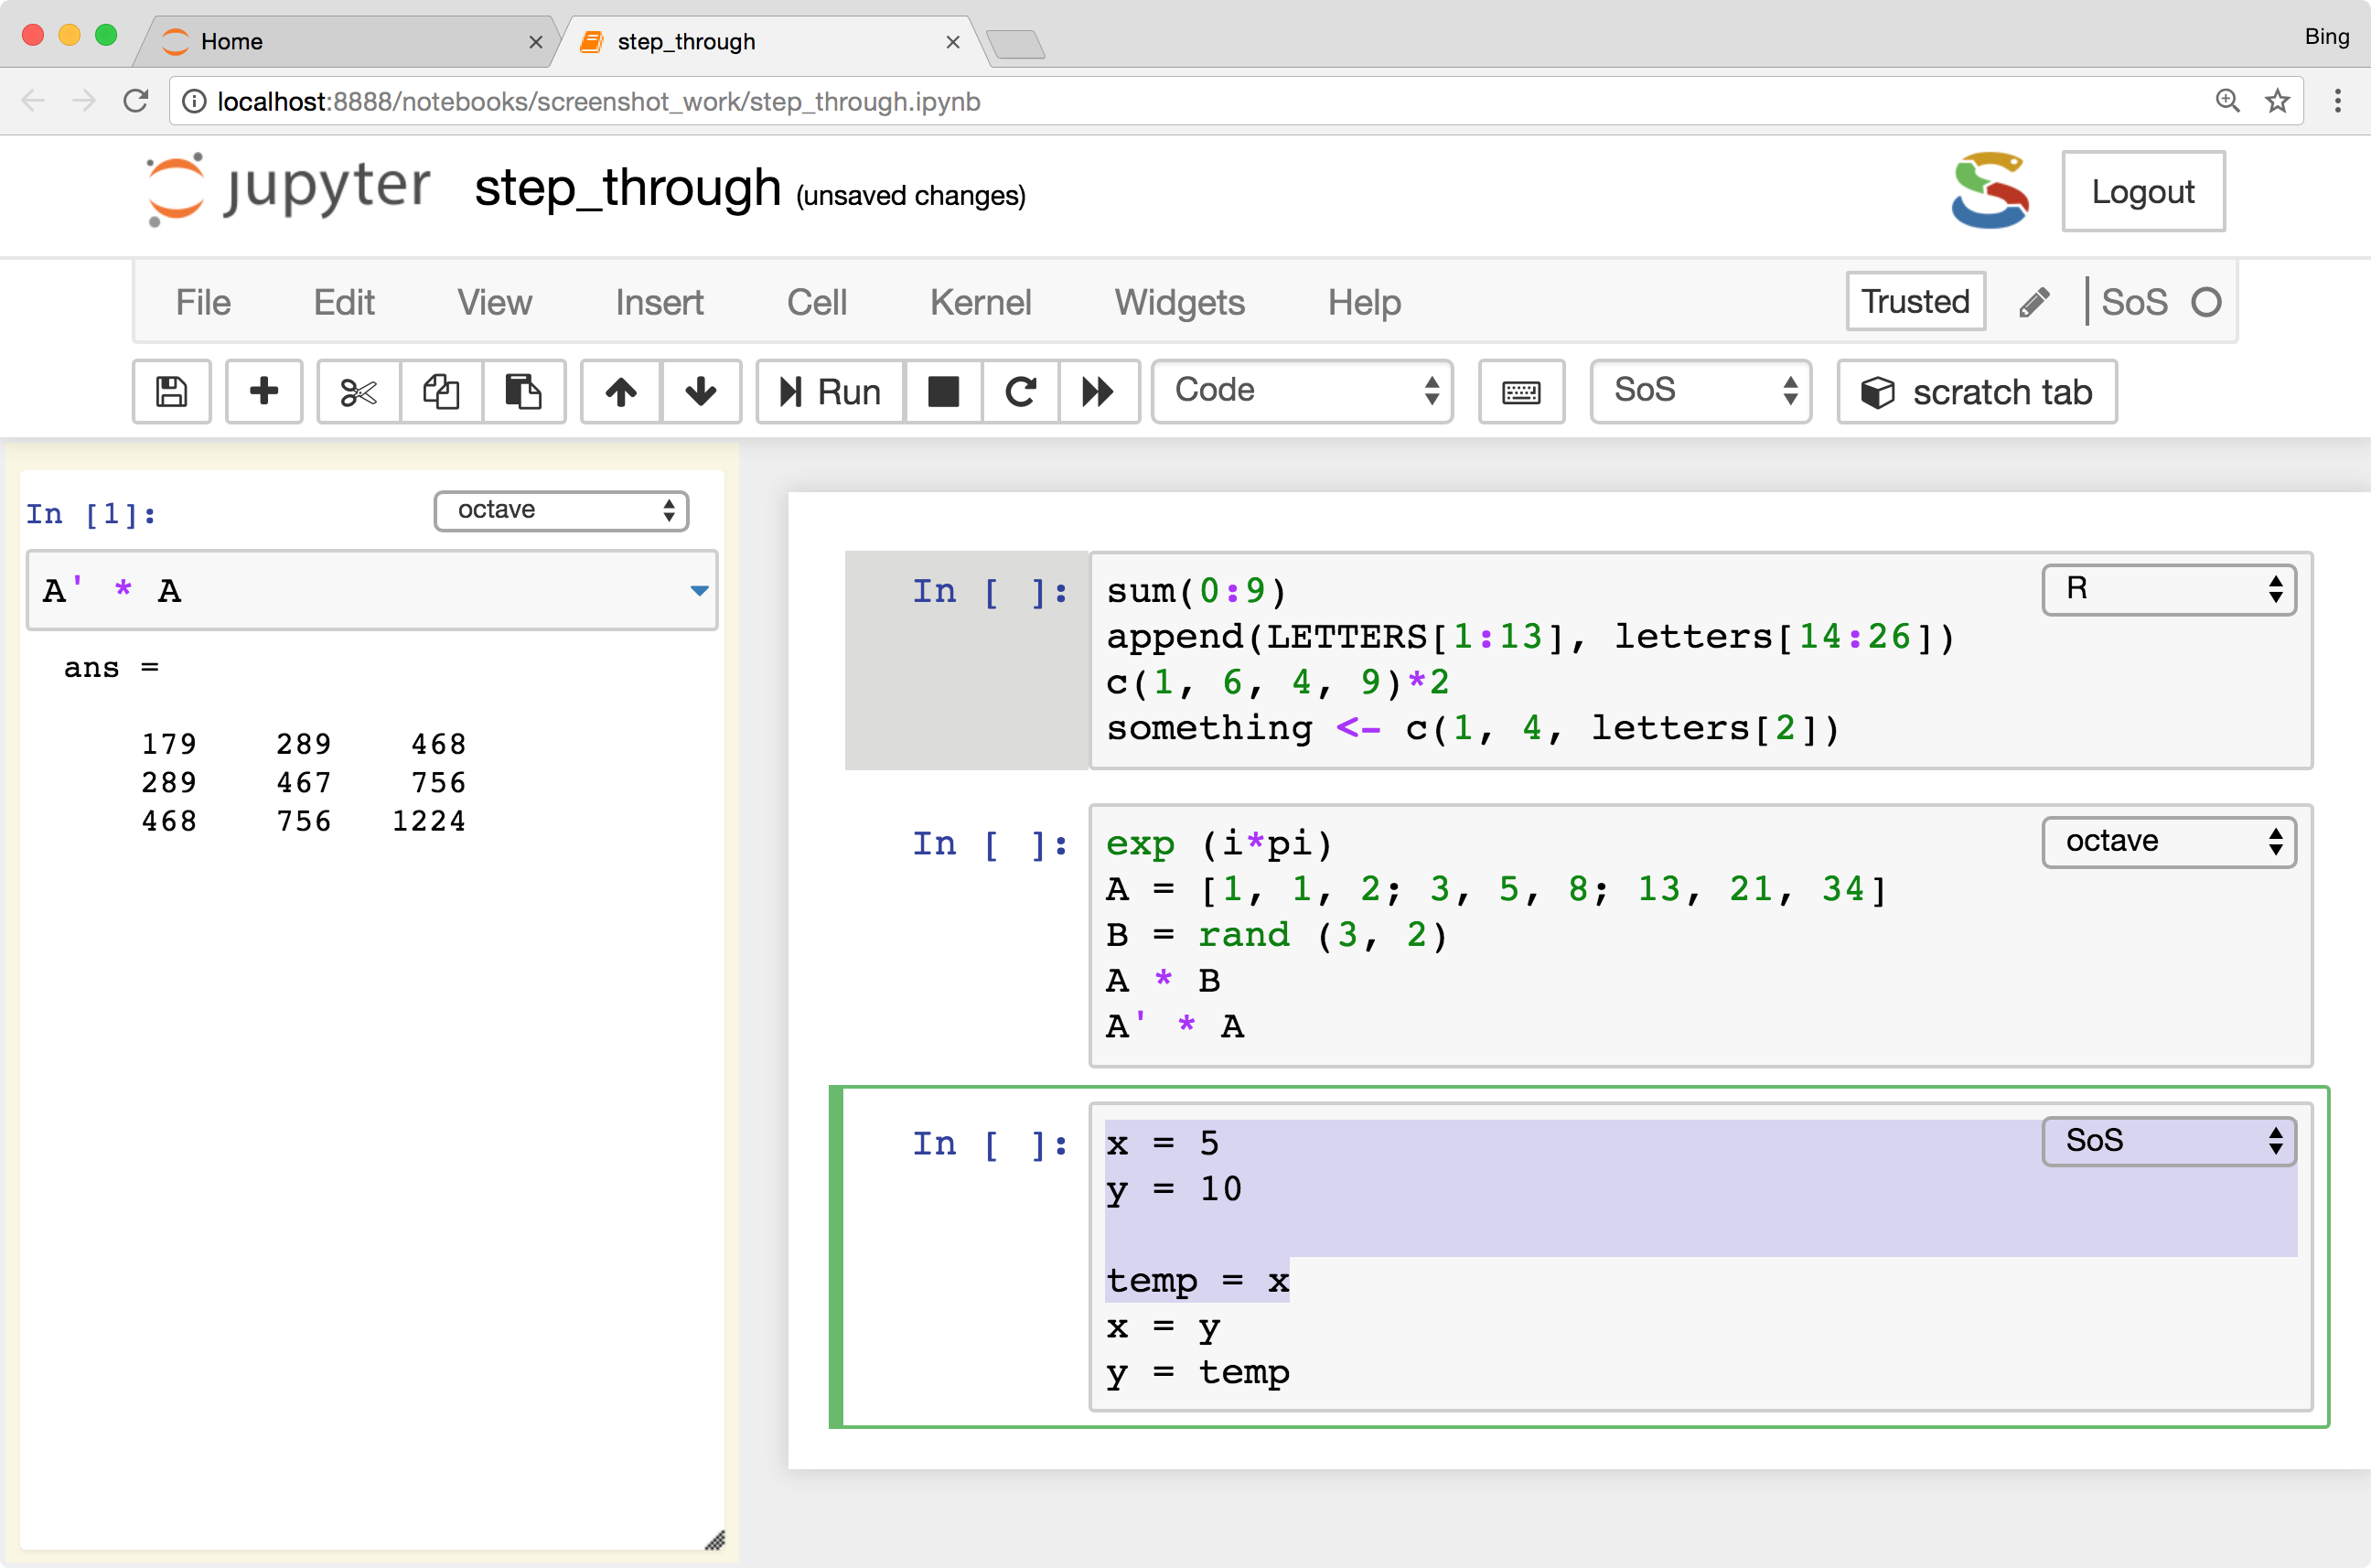 Home
step_through
Bing
localhost:8888/notebooks/screenshot_work/step_through.ipynb
jupyter step_through (unsaved changes)
Logout
File Edit View Insert Cell Kernel Widgets Help
Trusted
SoS
Run
Code
SoS
scratch tab
In [1]:
octave
A' * A
ans =
179 289 468
289 467 756
468 756 1224
In [ ]:
R
sum(0:9)
append(LETTERS[1:13], letters[14:26])
c(1, 6, 4, 9)*2
something <- c(1, 4, letters[2])
In [ ]:
octave
exp (i*pi)
A = [1, 1, 2; 3, 5, 8; 13, 21, 34]
B = rand (3, 2)
A * B
A' * A
In [ ]:
SoS
x = 5
y = 10
temp = x
x = y
y = temp